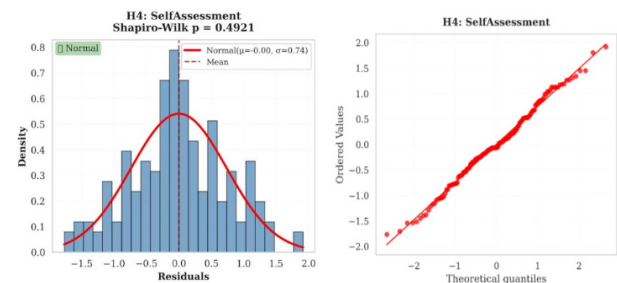 H4: SelfAssessment
Shapiro-Wilk p = 0.4921
Normal
Normal(μ=-0.00, σ=0.74)
Mean
Density
0.8
0.7
0.6
0.5
0.4
0.3
0.2
0.1
0.0
−1.5 −1.0 −0.5 0.0 0.5 1.0 1.5 2.0
Residuals
H4: SelfAssessment
Ordered Values
2.0
1.5
1.0
0.5
0.0
−0.5
−1.0
−1.5
−2.0
−2 −1 0 1 2
Theoretical quantiles